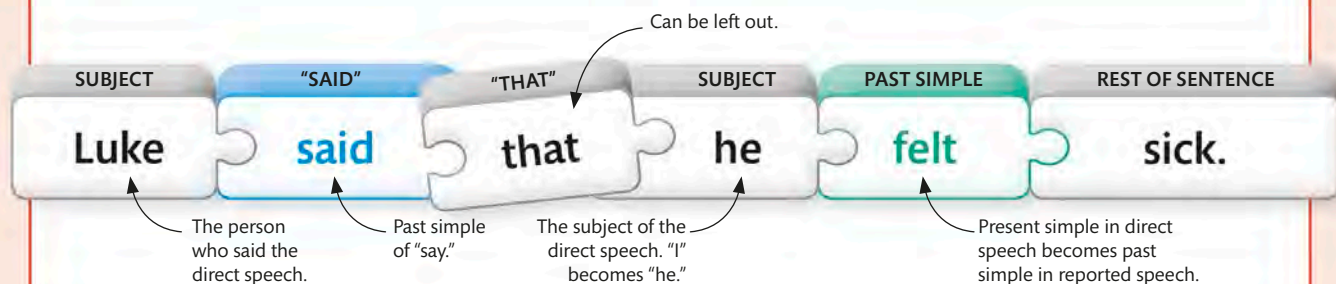 Can be left out.
SUBJECT "SAID" "THAT" SUBJECT PAST SIMPLE REST OF SENTENCE
Luke said that he felt sick.
The person
who said the
direct speech.
Past simple
of "say."
The subject of the
direct speech. "I"
becomes "he."
Present simple in direct
speech becomes past
simple in reported speech.